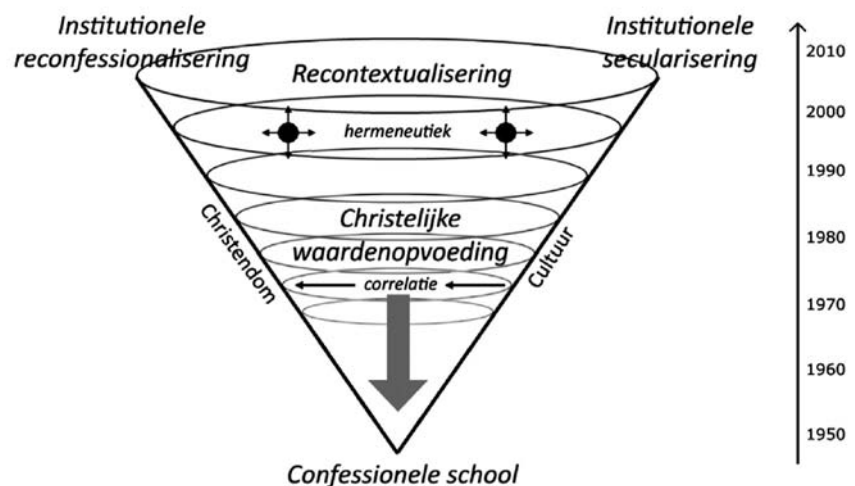 Institutionele
reconfessionalisering
Institutionele
secularisering
Recontextualisering
hermeneutiek
Christelijke
waardenopvoeding
correlatie
Christendom
Cultuur
Confessionele school
2010
2000
1990
1980
1970
1960
1950